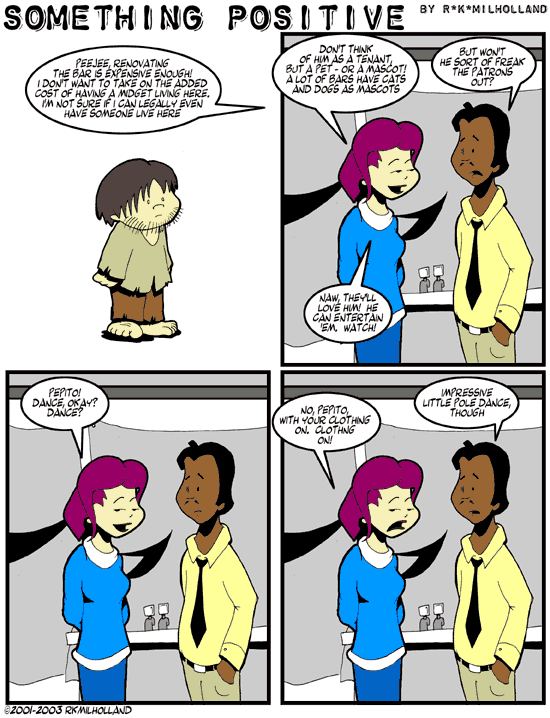 SOMETHING POSITIVE BY R*K*MILHOLLAND
PEEJEE, RENOVATING
THE BAR IS EXPENSIVE ENOUGH!
I DON'T WANT TO TAKE ON THE ADDED
COST OF HAVING A MIDGET LIVING HERE.
I'M NOT SURE IF I CAN LEGALLY EVEN
HAVE SOMEONE LIVE HERE
DON'T THINK
OF HIM AS A TENANT,
BUT A PET - OR A MASCOT!
A LOT OF BARS HAVE CATS
AND DOGS AS MASCOTS
BUT WON'T
HE SORT OF FREAK
THE PATRONS
OUT?
NAW, THEY'LL
LOVE HIM! HE
CAN ENTERTAIN
'EM. WATCH!
PEPITO!
DANCE, OKAY?
DANCE?
NO, PEPITO,
WITH YOUR CLOTHING
ON. CLOTHNG
ON!!
IMPRESSIVE
LITTLE POLE DANCE,
THOUGH
©2001-2003 RKMILHOLLAND